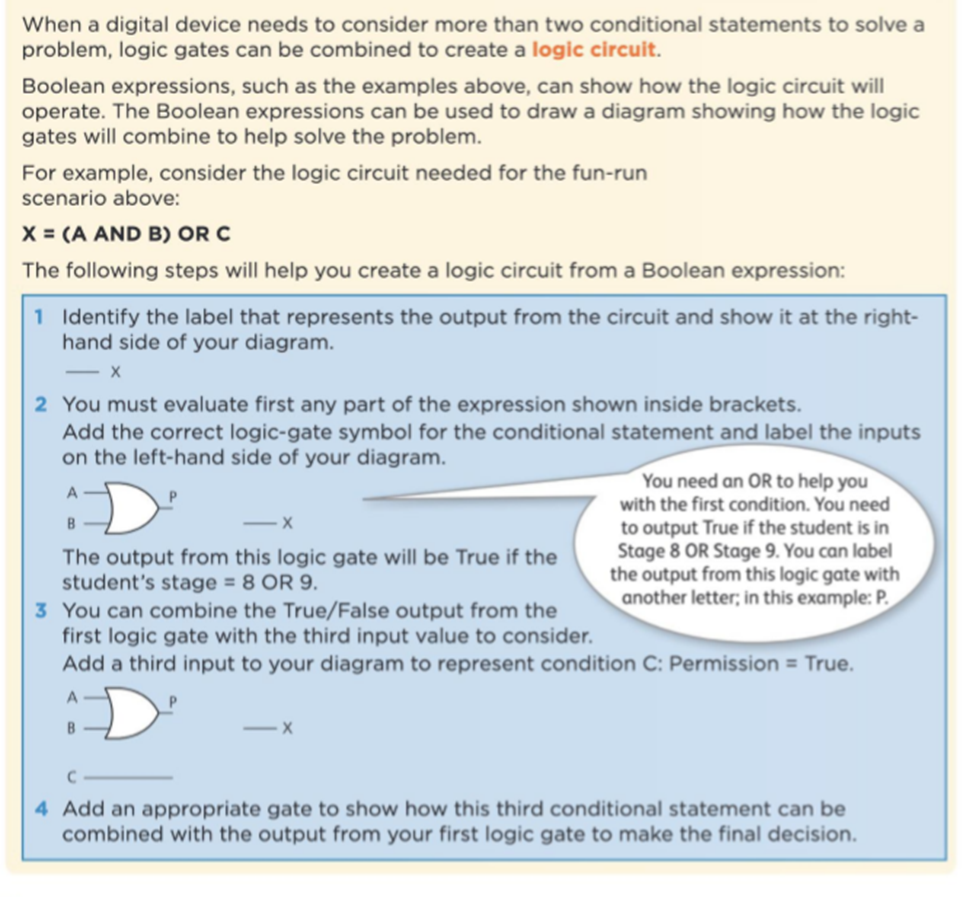 When a digital device needs to consider more than two conditional statements to solve a
problem, logic gates can be combined to create a logic circuit.
Boolean expressions, such as the examples above, can show how the logic circuit will
operate. The Boolean expressions can be used to draw a diagram showing how the logic
gates will combine to help solve the problem.
For example, consider the logic circuit needed for the fun-run
scenario above:
X = (A AND B) OR C
The following steps will help you create a logic circuit from a Boolean expression:
1 Identify the label that represents the output from the circuit and show it at the right-
hand side of your diagram.
X
2 You must evaluate first any part of the expression shown inside brackets.
Add the correct logic-gate symbol for the conditional statement and label the inputs
on the left-hand side of your diagram.
A
P
B
X
You need an OR to help you
with the first condition. You need
to output True if the student is in
Stage 8 OR Stage 9. You can label
the output from this logic gate with
another letter; in this example: P.
The output from this logic gate will be True if the
student's stage = 8 OR 9.
3 You can combine the True/False output from the
first logic gate with the third input value to consider.
Add a third input to your diagram to represent condition C: Permission = True.
A
P
B
X
C
4 Add an appropriate gate to show how this third conditional statement can be
combined with the output from your first logic gate to make the final decision.